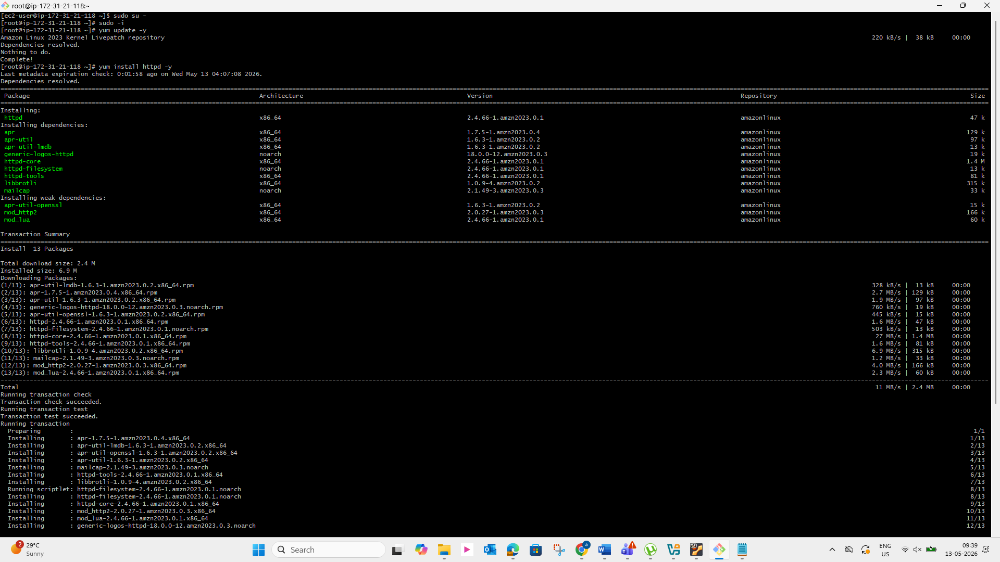 root@ip-172-31-21-118:~
[ec2-user@ip-172-31-21-118 ~]$ sudo su -
[root@ip-172-31-21-118 ~]# sudo -i
[root@ip-172-31-21-118 ~]# yum update -y
Amazon Linux 2023 Kernel Livepatch repository 220 kB/s | 38 kB 00:00
Dependencies resolved.
Nothing to do.
Complete!
[root@ip-172-31-21-118 ~]# yum install httpd -y
Last metadata expiration check: 0:01:58 ago on Wed May 13 04:07:08 2026.
Dependencies resolved.
Package Architecture Version Repository Size
Installing:
httpd x86_64 2.4.66-1.amzn2023.0.1 amazonlinux 47 k
Installing dependencies:
apr x86_64 1.7.5-1.amzn2023.0.4 amazonlinux 129 k
apr-util x86_64 1.6.3-1.amzn2023.0.2 amazonlinux 97 k
apr-util-lmdb x86_64 1.6.3-1.amzn2023.0.2 amazonlinux 13 k
generic-logos-httpd noarch 18.0.0-12.amzn2023.0.3 amazonlinux 19 k
httpd-core x86_64 2.4.66-1.amzn2023.0.1 amazonlinux 1.4 M
httpd-filesystem noarch 2.4.66-1.amzn2023.0.1 amazonlinux 13 k
httpd-tools x86_64 2.4.66-1.amzn2023.0.1 amazonlinux 81 k
libbrotli x86_64 1.0.9-4.amzn2023.0.2 amazonlinux 315 k
mailcap noarch 2.1.49-3.amzn2023.0.3 amazonlinux 33 k
Installing weak dependencies:
apr-util-openssl x86_64 1.6.3-1.amzn2023.0.2 amazonlinux 15 k
mod_http2 x86_64 2.0.27-1.amzn2023.0.3 amazonlinux 166 k
mod_lua x86_64 2.4.66-1.amzn2023.0.1 amazonlinux 60 k
Transaction Summary
Install 13 Packages
Total download size: 2.4 M
Installed size: 6.9 M
Downloading Packages:
(1/13): apr-util-lmdb-1.6.3-1.amzn2023.0.2.x86_64.rpm 328 kB/s | 13 kB 00:00
(2/13): apr-1.7.5-1.amzn2023.0.4.x86_64.rpm 2.7 MB/s | 129 kB 00:00
(3/13): apr-util-1.6.3-1.amzn2023.0.2.x86_64.rpm 1.9 MB/s | 97 kB 00:00
(4/13): generic-logos-httpd-18.0.0-12.amzn2023.0.3.noarch.rpm 760 kB/s | 19 kB 00:00
(5/13): apr-util-openssl-1.6.3-1.amzn2023.0.2.x86_64.rpm 445 kB/s | 15 kB 00:00
(6/13): httpd-2.4.66-1.amzn2023.0.1.x86_64.rpm 1.6 MB/s | 47 kB 00:00
(7/13): httpd-filesystem-2.4.66-1.amzn2023.0.1.noarch.rpm 503 kB/s | 13 kB 00:00
(8/13): httpd-core-2.4.66-1.amzn2023.0.1.x86_64.rpm 27 MB/s | 1.4 MB 00:00
(9/13): httpd-tools-2.4.66-1.amzn2023.0.1.x86_64.rpm 1.6 MB/s | 81 kB 00:00
(10/13): libbrotli-1.0.9-4.amzn2023.0.2.x86_64.rpm 6.9 MB/s | 315 kB 00:00
(11/13): mailcap-2.1.49-3.amzn2023.0.3.noarch.rpm 1.2 MB/s | 33 kB 00:00
(12/13): mod_http2-2.0.27-1.amzn2023.0.3.x86_64.rpm 4.0 MB/s | 166 kB 00:00
(13/13): mod_lua-2.4.66-1.amzn2023.0.1.x86_64.rpm 2.3 MB/s | 60 kB 00:00
Total 11 MB/s | 2.4 MB 00:00
Running transaction check
Transaction check succeeded.
Running transaction test
Transaction test succeeded.
Running transaction
Preparing : 1/1
Installing : apr-1.7.5-1.amzn2023.0.4.x86_64 1/13
Installing : apr-util-lmdb-1.6.3-1.amzn2023.0.2.x86_64 2/13
Installing : apr-util-openssl-1.6.3-1.amzn2023.0.2.x86_64 3/13
Installing : apr-util-1.6.3-1.amzn2023.0.2.x86_64 4/13
Installing : mailcap-2.1.49-3.amzn2023.0.3.noarch 5/13
Installing : httpd-tools-2.4.66-1.amzn2023.0.1.x86_64 6/13
Installing : libbrotli-1.0.9-4.amzn2023.0.2.x86_64 7/13
Running scriptlet: httpd-filesystem-2.4.66-1.amzn2023.0.1.noarch 8/13
Installing : httpd-filesystem-2.4.66-1.amzn2023.0.1.noarch 8/13
Installing : httpd-core-2.4.66-1.amzn2023.0.1.x86_64 9/13
Installing : mod_http2-2.0.27-1.amzn2023.0.3.x86_64 10/13
Installing : mod_lua-2.4.66-1.amzn2023.0.1.x86_64 11/13
Installing : generic-logos-httpd-18.0.0-12.amzn2023.0.3.noarch 12/13
2
29°C
Sunny
Search
ENG
US
09:39
13-05-2026